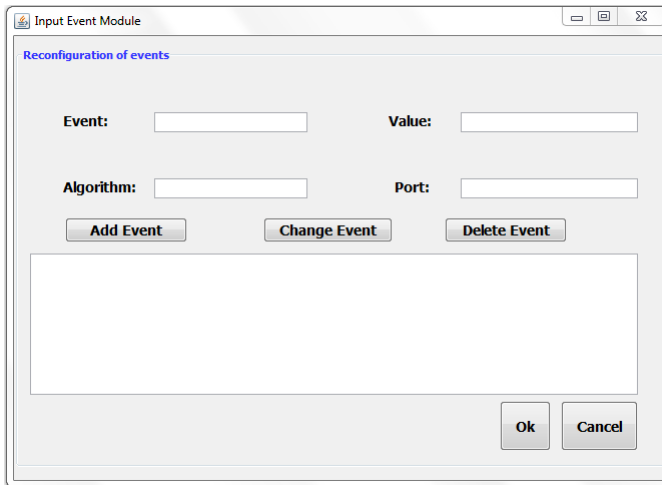 Input Event Module
Reconfiguration of events
Event: Value:
Algorithm: Port:
Add Event Change Event Delete Event
Ok Cancel